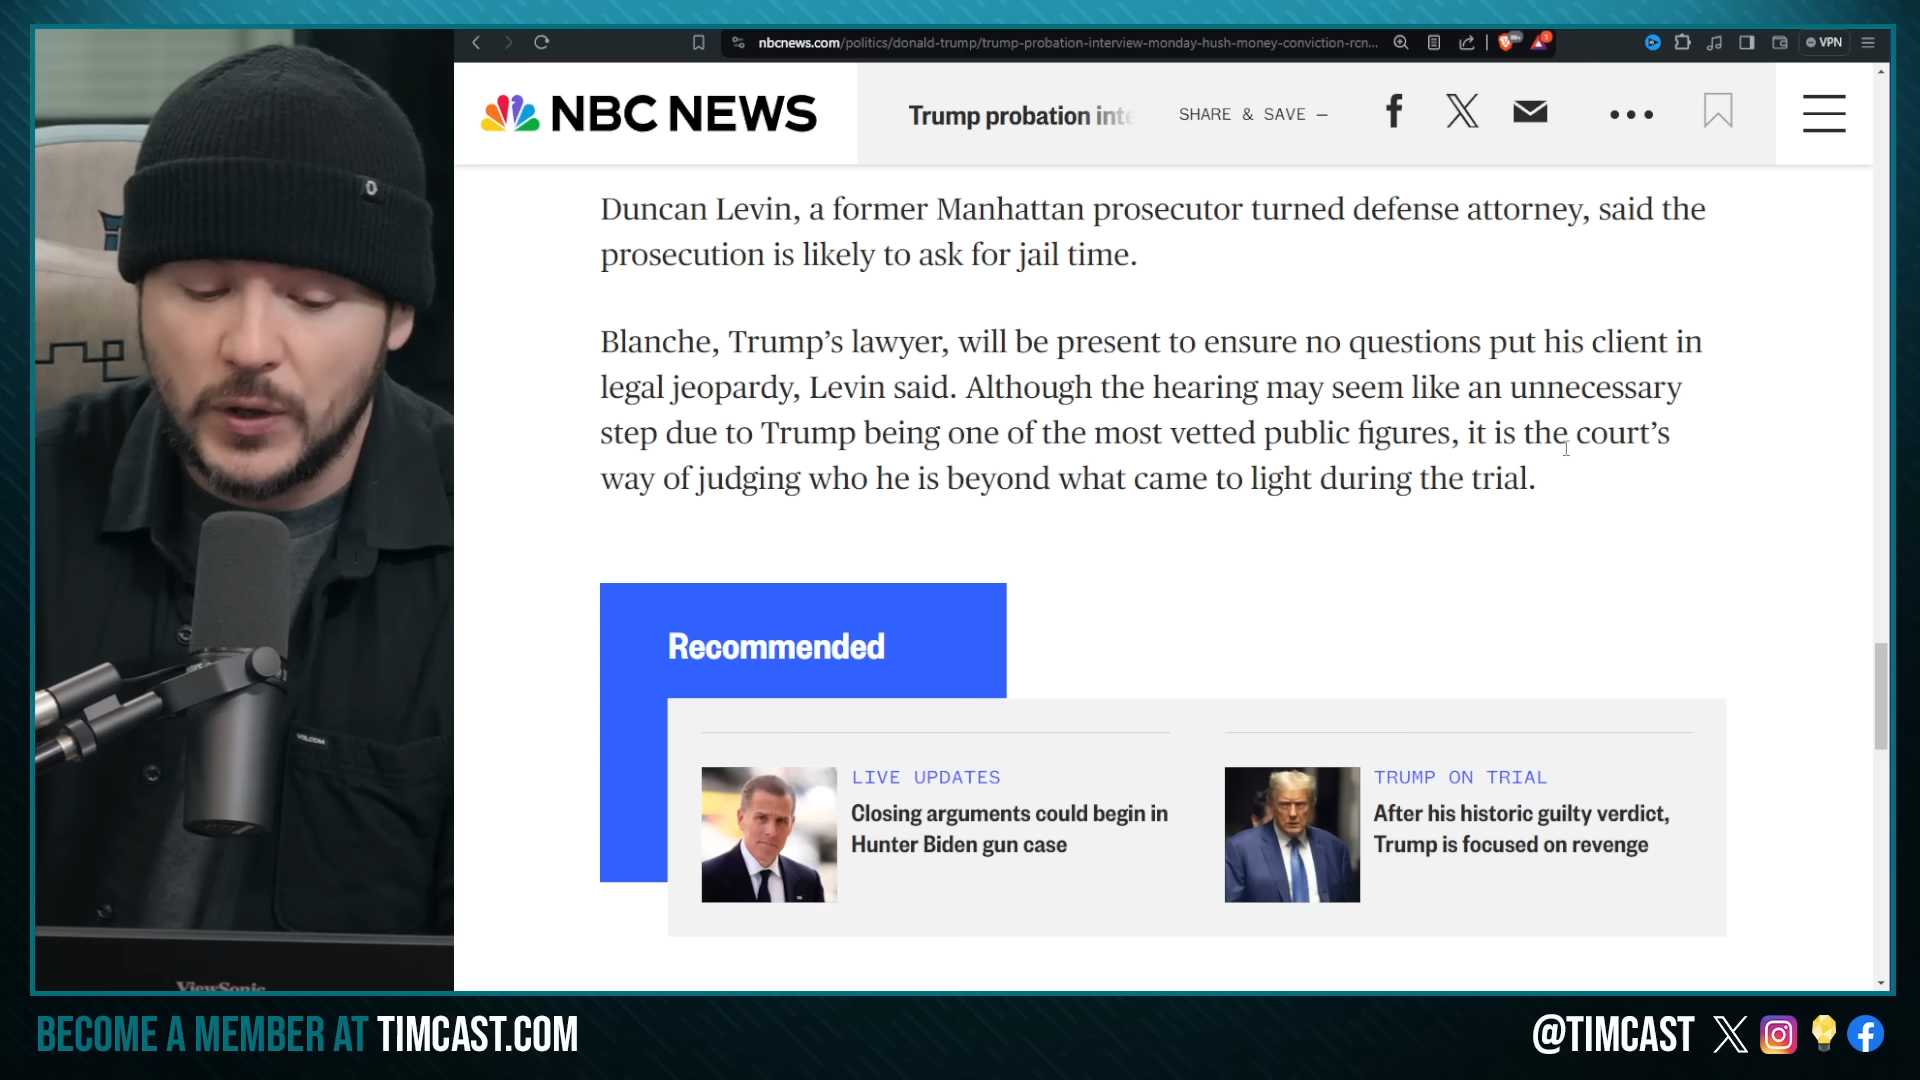 nbcnews.com/politics/donald-trump/trump-probation-interview-monday-hush-money-conviction-rcn...
VPN
NBC NEWS
Trump probation inte
SHARE & SAVE —
Duncan Levin, a former Manhattan prosecutor turned defense attorney, said the
prosecution is likely to ask for jail time.
Blanche, Trump’s lawyer, will be present to ensure no questions put his client in
legal jeopardy, Levin said. Although the hearing may seem like an unnecessary
step due to Trump being one of the most vetted public figures, it is the court’s
way of judging who he is beyond what came to light during the trial.
Recommended
LIVE UPDATES
Closing arguments could begin in
Hunter Biden gun case
TRUMP ON TRIAL
After his historic guilty verdict,
Trump is focused on revenge
VOLCOM
ViewSonic
BECOME A MEMBER AT TIMCAST.COM
@TIMCAST